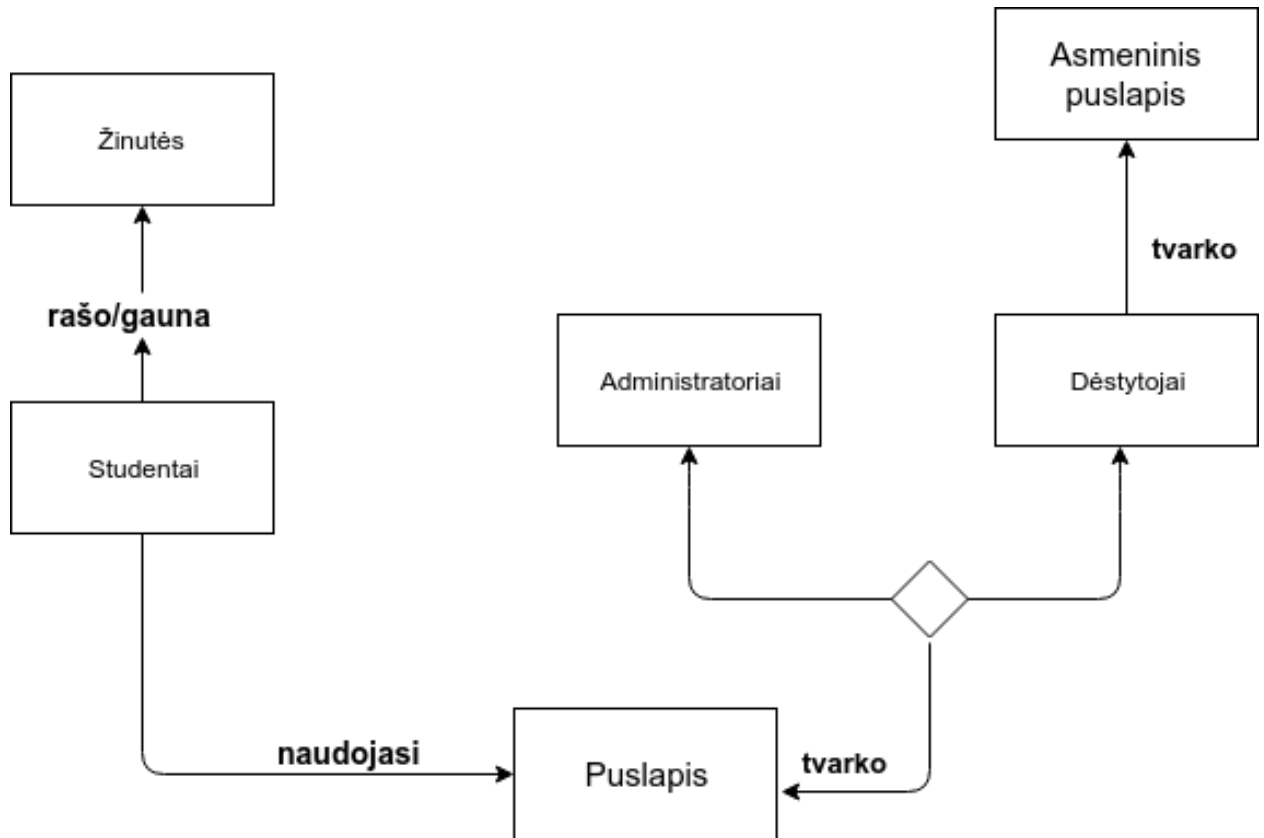 Asmeninis
puslapis
Žinutės
tvarko
rašo/gauna
Administratoriai
Dėstytojai
Studentai
naudojasi
Puslapis
tvarko